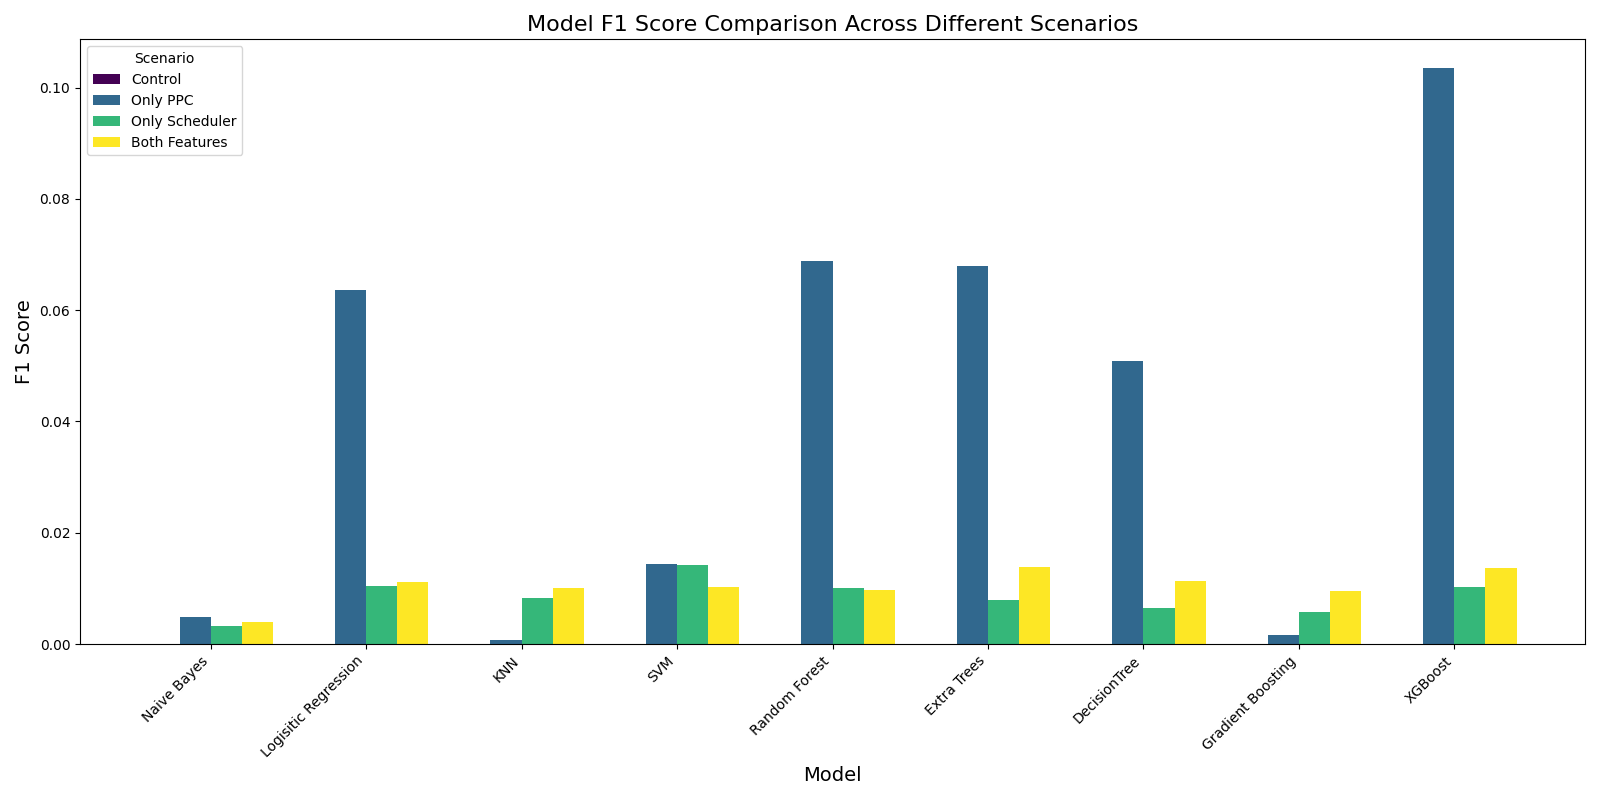 Model F1 Score Comparison Across Different Scenarios
Scenario
Control
Only PPC
Only Scheduler
Both Features
F1 Score
0.10
0.08
0.06
0.04
0.02
0.00
Naive Bayes
Logisitic Regression
KNN
SVM
Random Forest
Extra Trees
DecisionTree
Gradient Boosting
XGBoost
Model